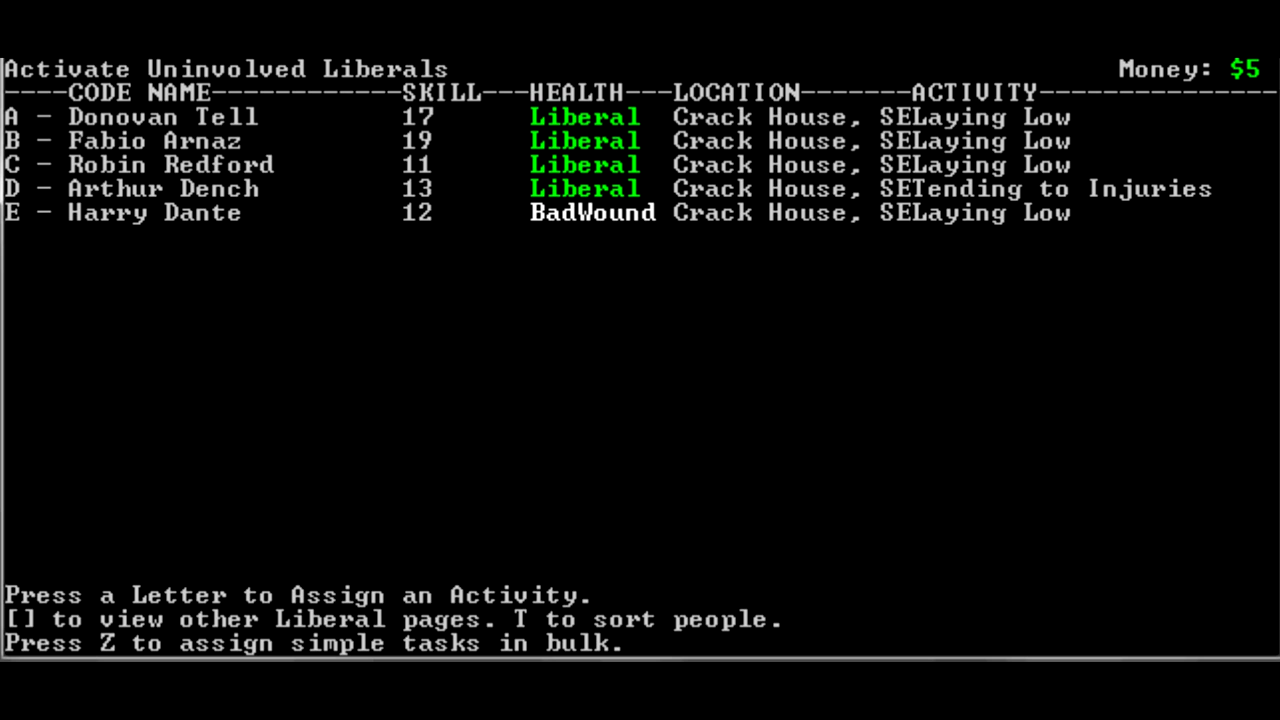 Activate Uninvolved Liberals Money: $5
----CODE NAME------------SKILL---HEALTH---LOCATION-------ACTIVITY---------------
A - Donovan Tell 17 Liberal Crack House, SELaying Low
B - Fabio Arnaz 19 Liberal Crack House, SELaying Low
C - Robin Redford 11 Liberal Crack House, SELaying Low
D - Arthur Dench 13 Liberal Crack House, SETending to Injuries
E - Harry Dante 12 BadWound Crack House, SELaying Low
Press a Letter to Assign an Activity.
[] to view other Liberal pages. T to sort people.
Press Z to assign simple tasks in bulk.